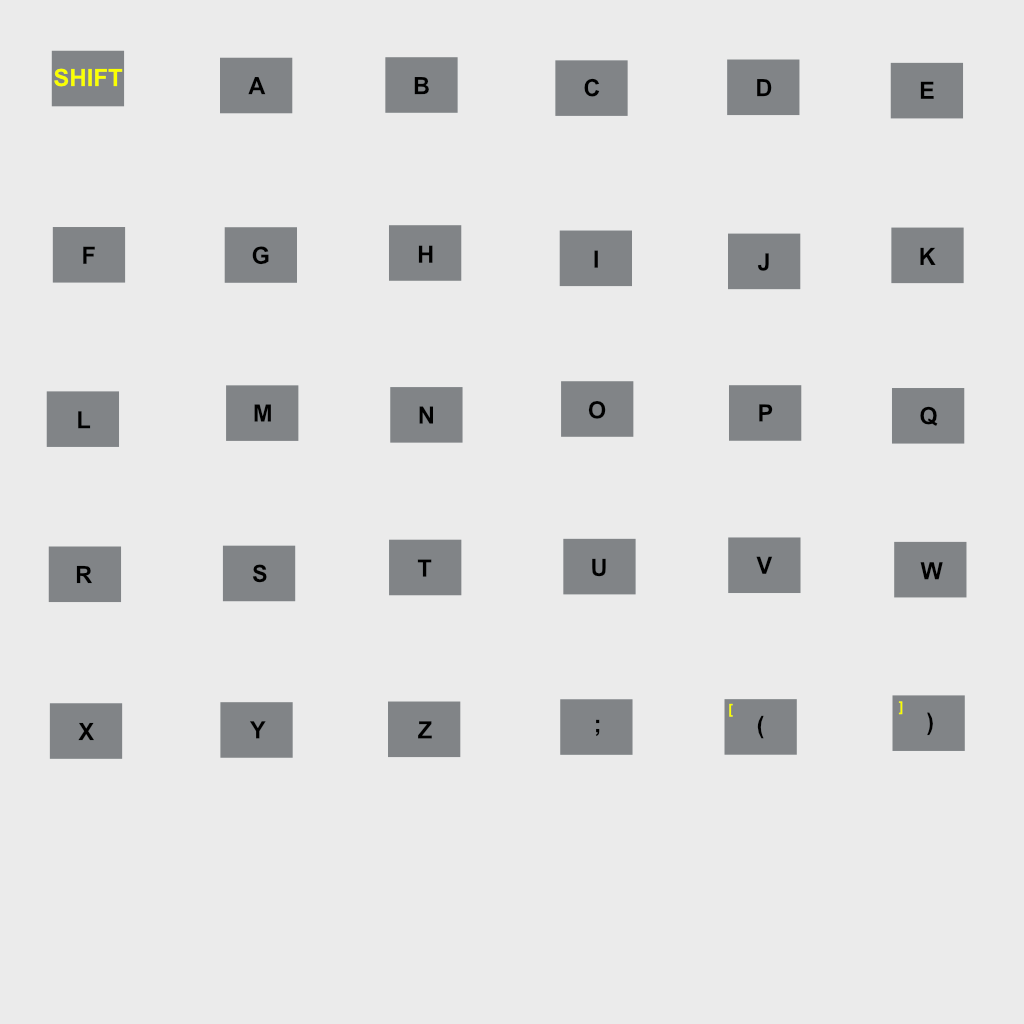 SHIFT A B C D E
F G H I J K
L M N O P Q
R S T U V W
X Y Z ; [ ( ] )